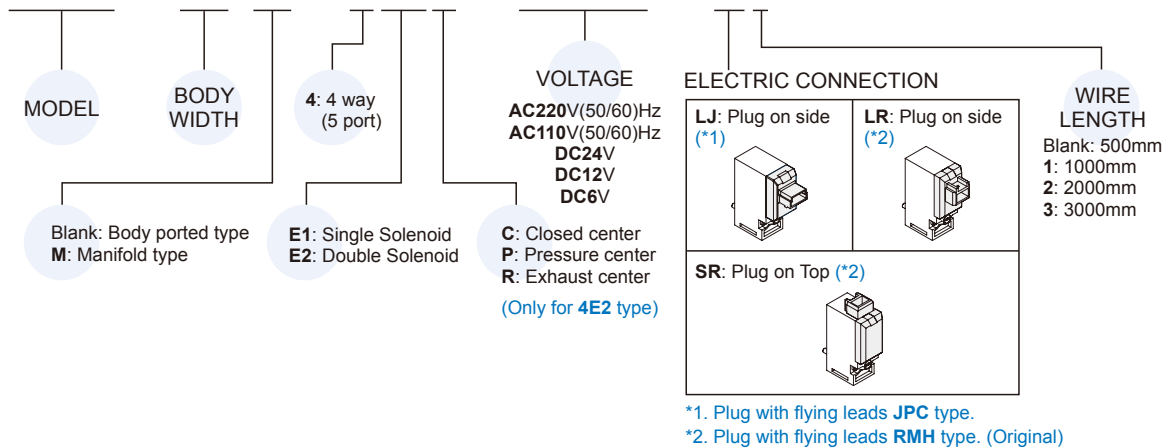 MODEL
BODY
WIDTH
4: 4 way
(5 port)
VOLTAGE
AC220V(50/60)Hz
AC110V(50/60)Hz
DC24V
DC12V
DC6V
ELECTRIC CONNECTION
LJ: Plug on side
(*1)
LR: Plug on side
(*2)
SR: Plug on Top (*2)
*1. Plug with flying leads JPC type.
*2. Plug with flying leads RMH type. (Original)
WIRE
LENGTH
Blank: 500mm
1: 1000mm
2: 2000mm
3: 3000mm
Blank: Body ported type
M: Manifold type
E1: Single Solenoid
E2: Double Solenoid
C: Closed center
P: Pressure center
R: Exhaust center
(Only for 4E2 type)